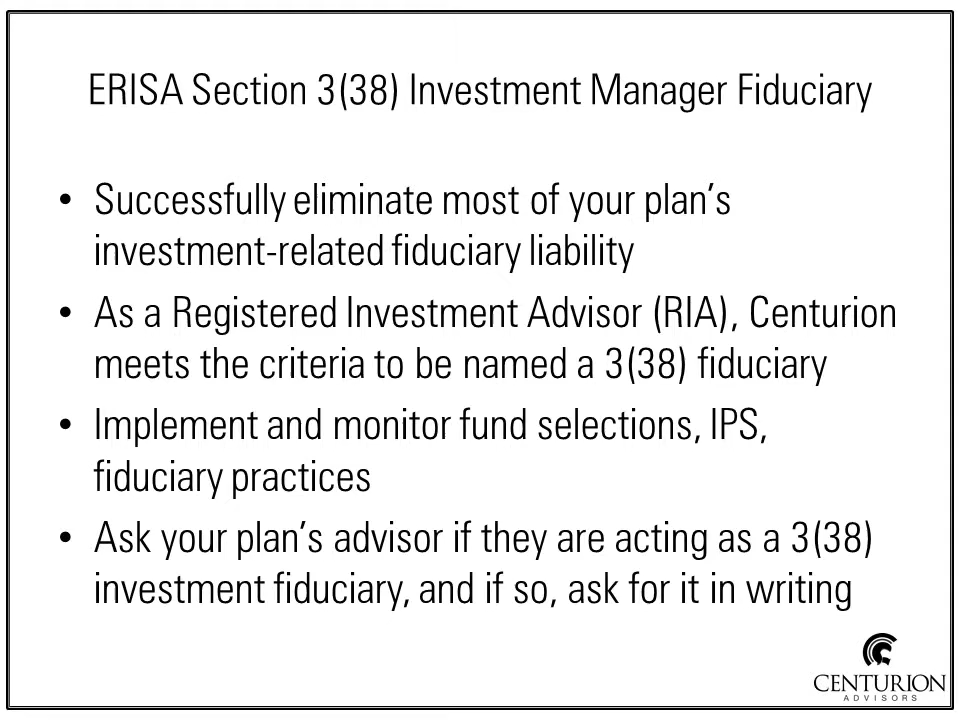 ERISA Section 3(38) Investment Manager Fiduciary
• Successfully eliminate most of your plan’s
investment-related fiduciary liability
• As a Registered Investment Advisor (RIA), Centurion
meets the criteria to be named a 3(38) fiduciary
• Implement and monitor fund selections, IPS,
fiduciary practices
• Ask your plan’s advisor if they are acting as a 3(38)
investment fiduciary, and if so, ask for it in writing
CENTURION
ADVISORS